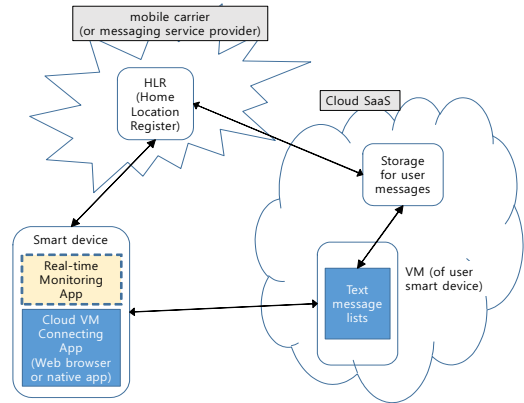 mobile carrier
(or messaging service provider)
HLR
(Home
Location
Register)
Cloud SaaS
Storage
for user
messages
Smart device
Real-time
Monitoring
App
Cloud VM
Connecting
App
(Web browser
or native app)
Text
message
lists
VM (of user
smart device)